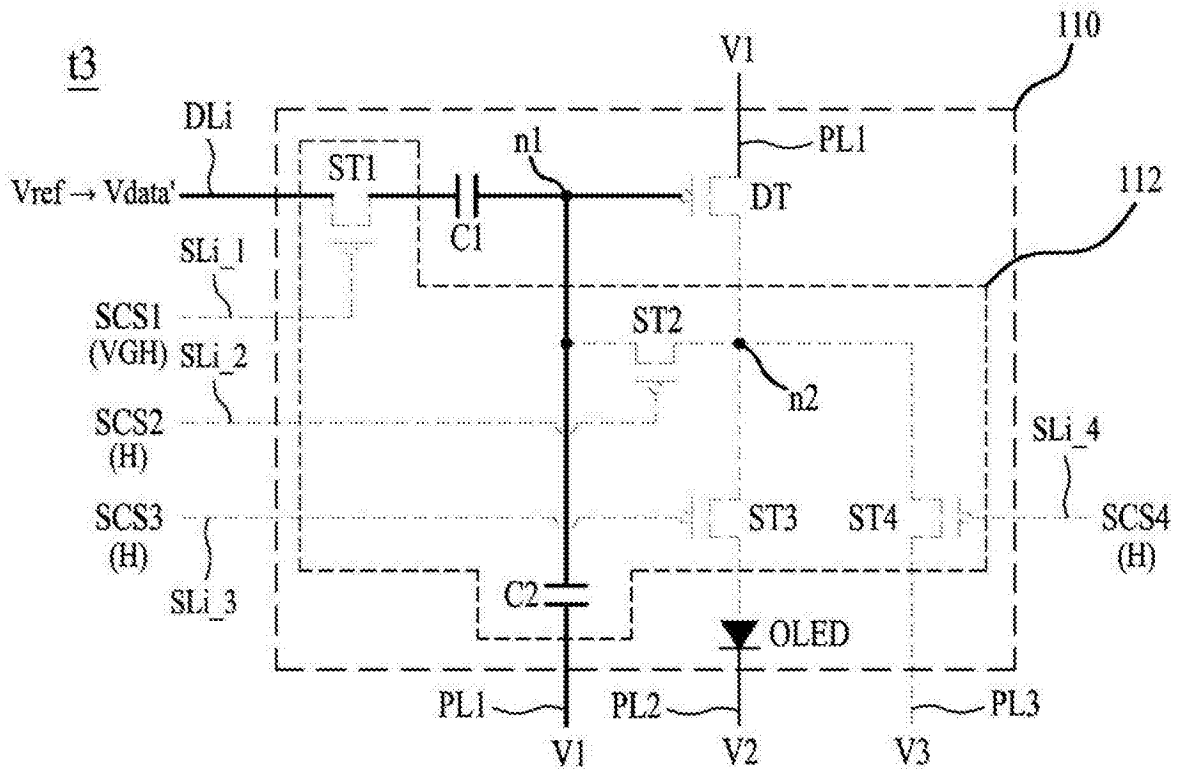 110
t3
V1
DLi
PL1
n1
ST1
112
Vref → Vdata'
DT
C1
SLi_1
SCS1
(VGH)
ST2
SLi_2
n2
SCS2
(H)
SLi_4
SCS3
(H)
ST3
ST4
SCS4
(H)
SLi_3
C2
OLED
PL1
PL2
PL3
V1
V2
V3